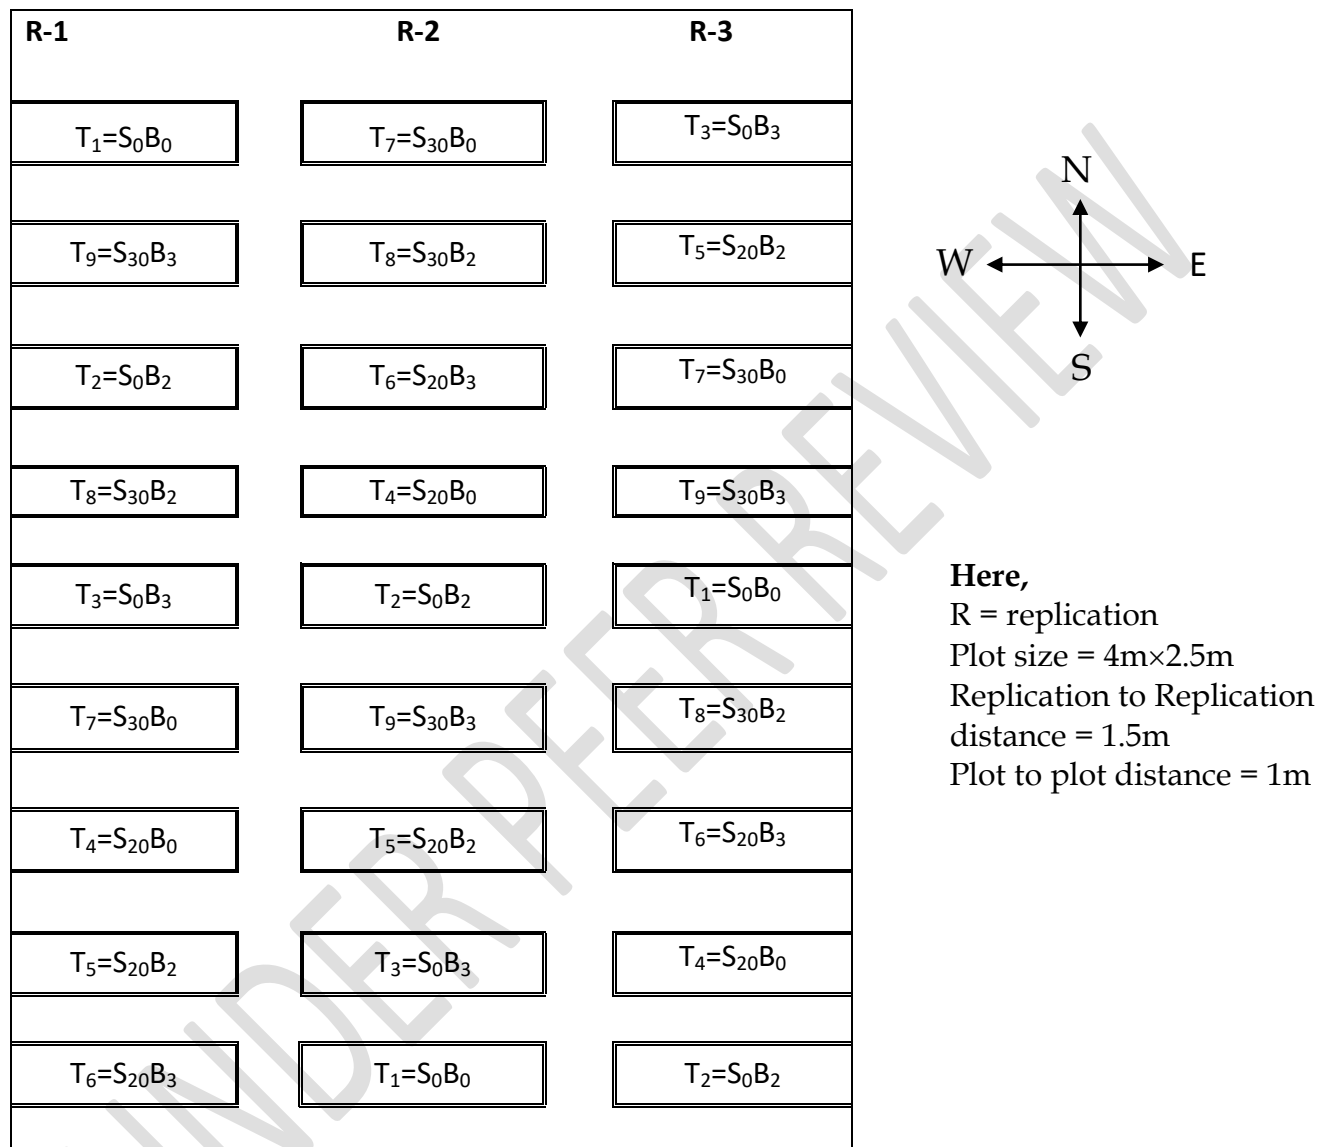 R-1 R-2 R-3
T₁=S₀B₀ T₇=S₃₀B₀ T₃=S₀B₃
T₉=S₃₀B₃ T₈=S₃₀B₂ T₅=S₂₀B₂
T₂=S₀B₂ T₆=S₂₀B₃ T₇=S₃₀B₀
T₈=S₃₀B₂ T₄=S₂₀B₀ T₉=S₃₀B₃
T₃=S₀B₃ T₂=S₀B₂ T₁=S₀B₀
T₇=S₃₀B₀ T₉=S₃₀B₃ T₈=S₃₀B₂
T₄=S₂₀B₀ T₅=S₂₀B₂ T₆=S₂₀B₃
T₅=S₂₀B₂ T₃=S₀B₃ T₄=S₂₀B₀
T₆=S₂₀B₃ T₁=S₀B₀ T₂=S₀B₂
N
W E
S
Here,
R = replication
Plot size = 4m×2.5m
Replication to Replication
distance = 1.5m
Plot to plot distance = 1m
UNDER PEER REVIEW